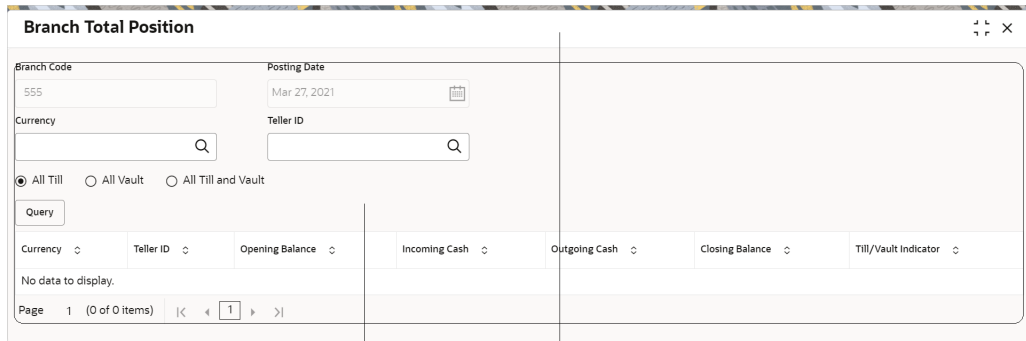 Branch Total Position
Branch Code
Posting Date
555
Mar 27, 2021
Currency
Teller ID
All Till
All Vault
All Till and Vault
Query
Currency
Teller ID
Opening Balance
Incoming Cash
Outgoing Cash
Closing Balance
Till/Vault Indicator
No data to display.
Page 1 (0 of 0 items) 1